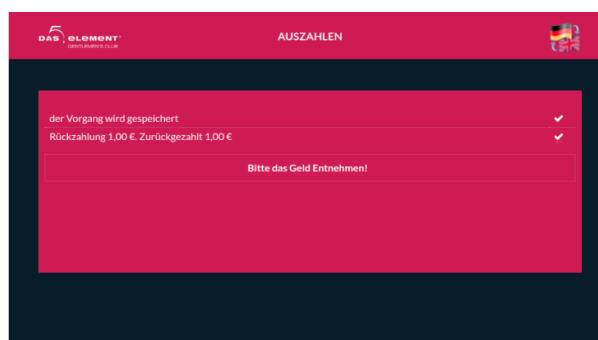 DAS 5 ELEMENT
GENTLEMEN'S CLUB
AUSZAHLEN
der Vorgang wird gespeichert
Rückzahlung 1,00 €. Zurückgezahlt 1,00 €
Bitte das Geld Entnehmen!